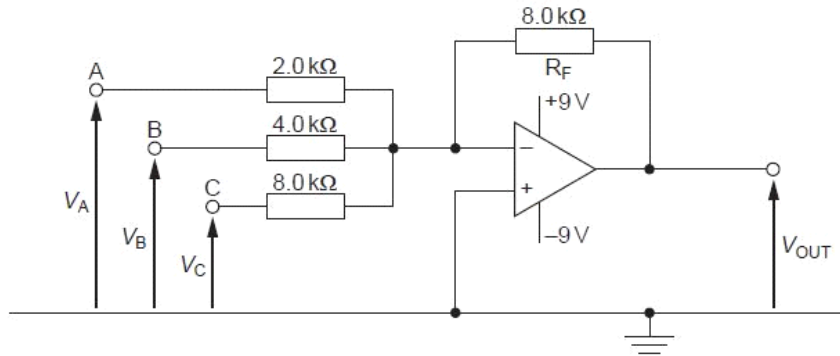 8.0 kΩ
R_F
A
2.0 kΩ
+9 V
B
4.0 kΩ
−
C
8.0 kΩ
+
V_A
V_B
V_C
–9 V
V_OUT